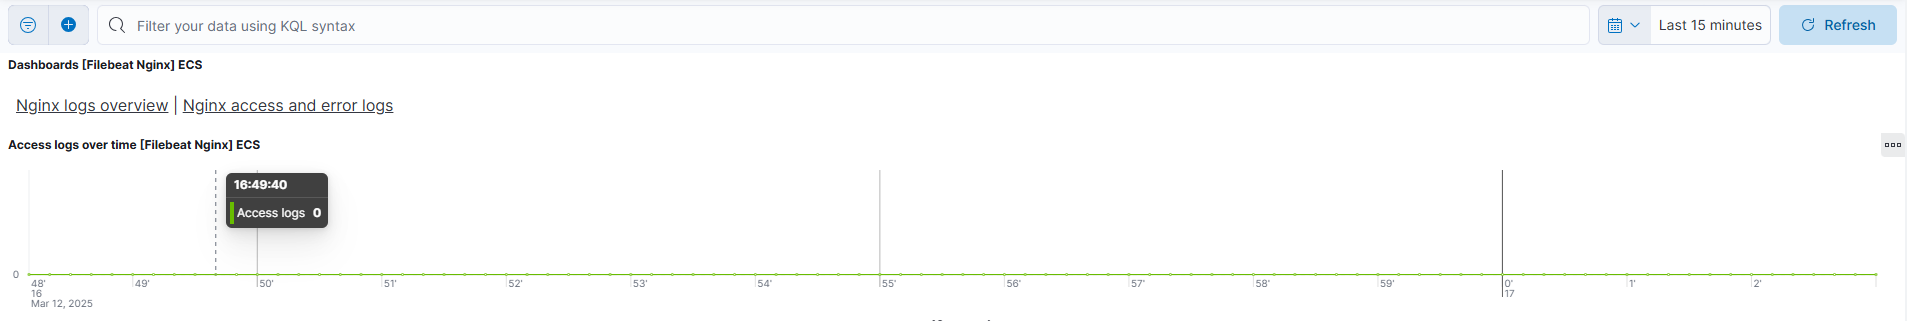 Filter your data using KQL syntax
Last 15 minutes
Refresh
Dashboards [Filebeat Nginx] ECS
Nginx logs overview | Nginx access and error logs
Access logs over time [Filebeat Nginx] ECS
16:49:40
Access logs 0
0
48' 49' 50' 51' 52' 53' 54' 55' 56' 57' 58' 59' 0' 1' 2'
16 17
Mar 12, 2025